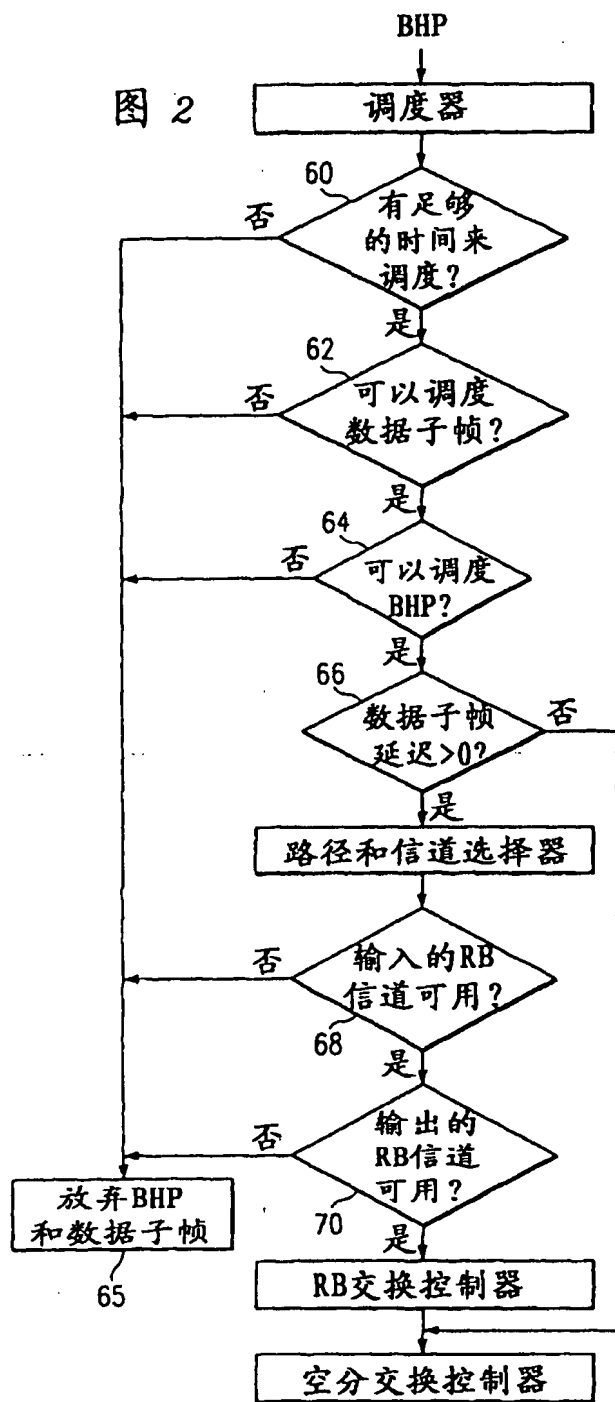 BHP
图 2
调度器
60
有足够
的时间来
调度?
否
是
62
可以调度
数据子帧?
否
是
64
可以调度
BHP?
否
是
66
数据子帧
延迟>0?
否
是
路径和信道选择器
输入的RB
信道可用?
否
68
是
输出的
RB信道
可用?
否
70
是
放弃BHP
和数据子帧
65
RB交换控制器
空分交换控制器